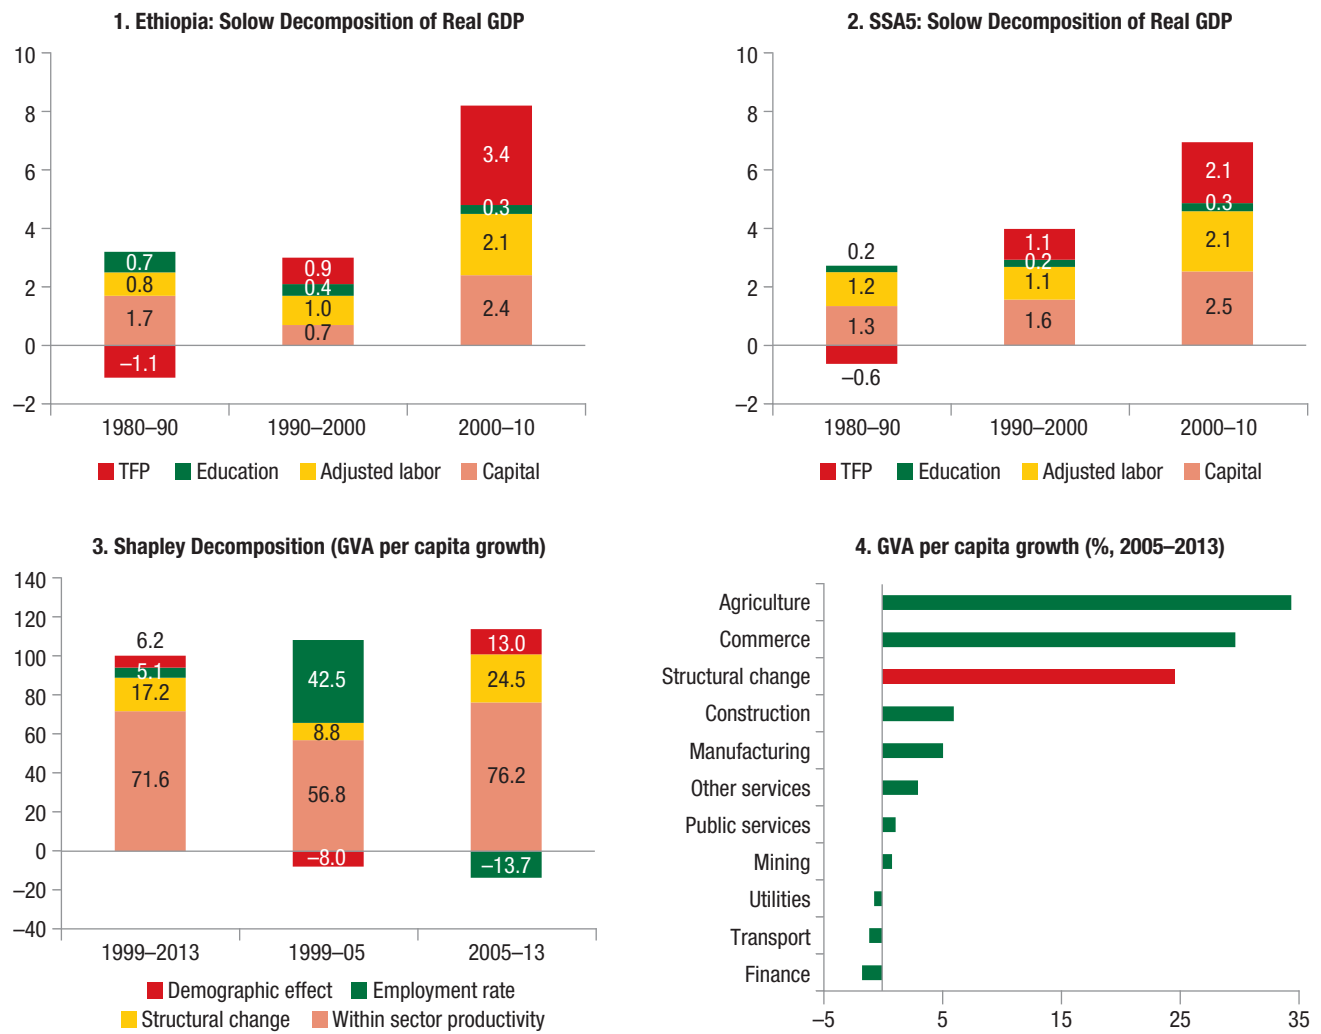 1. Ethiopia: Solow Decomposition of Real GDP
10
8
6
4
2
0
–2
3.4
0.3
2.1
2.4
0.7
0.8
1.7
–1.1
0.9
0.4
1.0
0.7
1980–90 1990–2000 2000–10
TFP Education Adjusted labor Capital
2. SSA5: Solow Decomposition of Real GDP
10
8
6
4
2
0
–2
0.2
1.2
1.3
–0.6
1.1
0.2
1.1
1.6
2.1
0.3
2.1
2.5
1980–90 1990–2000 2000–10
TFP Education Adjusted labor Capital
3. Shapley Decomposition (GVA per capita growth)
140
120
100
80
60
40
20
0
–20
–40
6.2
5.1
17.2
71.6
42.5
8.8
56.8
–8.0
13.0
24.5
76.2
–13.7
1999–2013 1999–05 2005–13
Demographic effect Employment rate
Structural change Within sector productivity
4. GVA per capita growth (%, 2005–2013)
Agriculture
Commerce
Structural change
Construction
Manufacturing
Other services
Public services
Mining
Utilities
Transport
Finance
–5 5 15 25 35